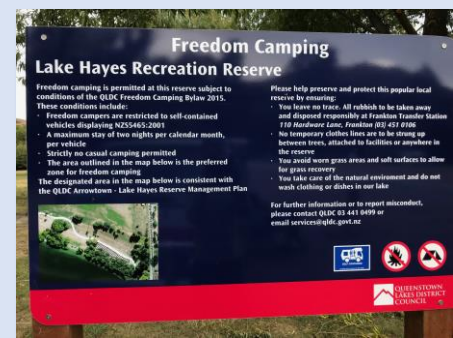 Freedom Camping
Lake Hayes Recreation Reserve
Freedom camping is permitted at this reserve subject to
conditions of the QLDC Freedom Camping Bylaw 2015.
These conditions include:
· Freedom campers are restricted to self-contained
vehicles displaying NZS5465:2001
· A maximum stay of two nights per calendar month,
per vehicle
· Strictly no casual camping permitted
· The area outlined in the map below is the preferred
zone for freedom camping
The designated area in the map below is consistent with
the QLDC Arrowtown - Lake Hayes Reserve Management Plan
Please help preserve and protect this popular local
reserve by ensuring:
· You leave no trace. All rubbish to be taken away
and disposed responsibly at Frankton Transfer Station
110 Hardware Lane, Frankton (03) 451 0106
· No temporary clothes lines are to be strung up
between trees, attached to facilities or anywhere in
the reserve
· You avoid worn grass areas and soft surfaces to allow
for grass recovery
· You take care of the natural enviroment and do not
wash clothing or dishes in our lake
For further information or to report misconduct,
please contact QLDC 03 441 0499 or
email services@qldc.govt.nz
QUEENSTOWN
LAKES DISTRICT
COUNCIL